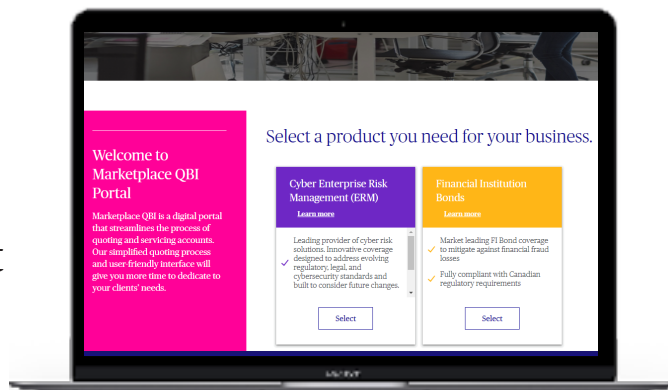 Select a product you need for your business.
Welcome to
Marketplace QBI
Portal
Marketplace QBI is a digital portal
that streamlines the process of
quoting and servicing accounts.
Our simplified quoting process
and user-friendly interface will
give you more time to dedicate to
your clients' needs.
Cyber Enterprise Risk
Management (ERM)
Learn more
Leading provider of cyber risk
solutions. Innovative coverage
designed to address evolving
regulatory, legal, and
cybersecurity standards and
built to consider future changes.
Select
Financial Institution
Bonds
Learn more
Market leading FI Bond coverage
to mitigate against financial fraud
losses
Fully compliant with Canadian
regulatory requirements
Select
t